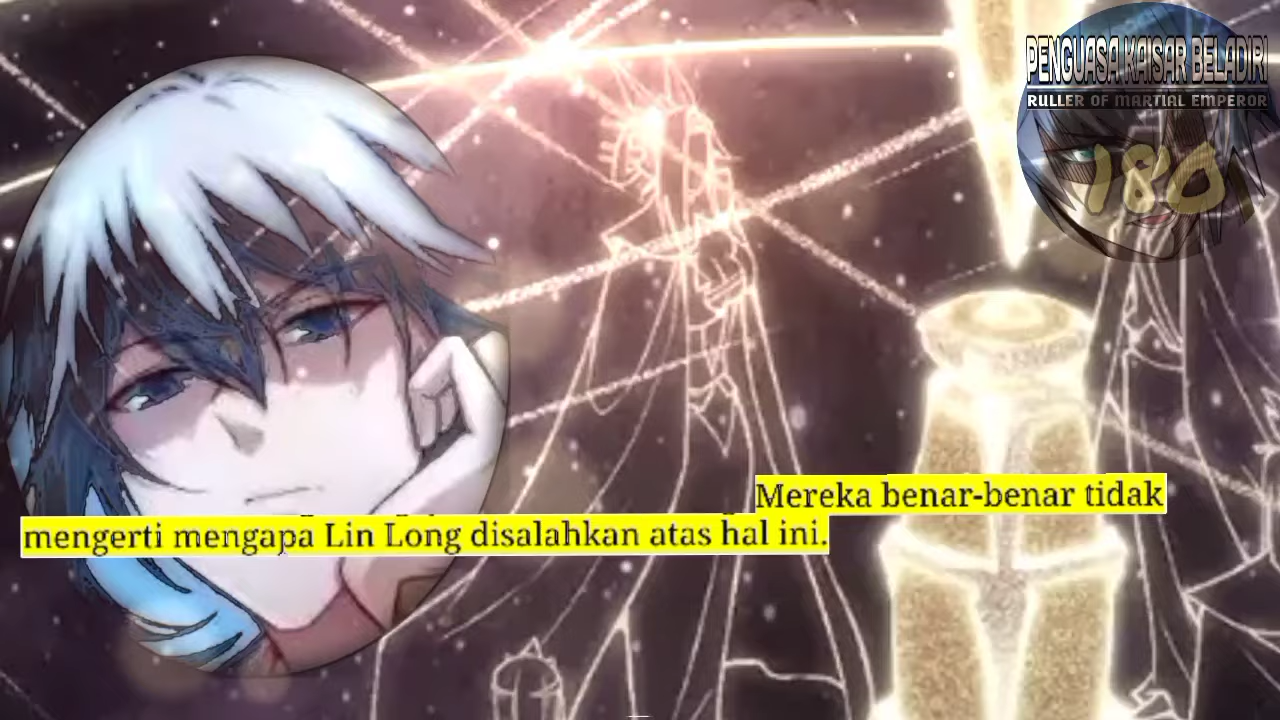 PENGUASA KAISAR BELADIRI
RULLER OF MARTIAL EMPEROR
180
Mereka benar-benar tidak
mengerti mengapa Lin Long disalahkan atas hal ini.